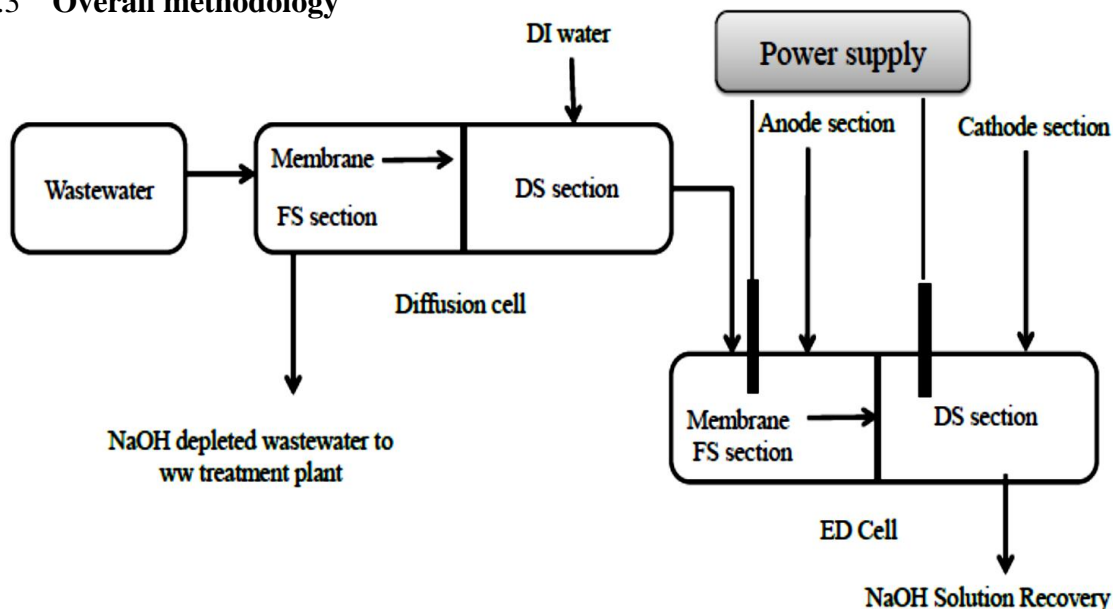 .3 Overall methodology
DI water
Power supply
Anode section
Cathode section
Wastewater
Membrane
FS section
DS section
Diffusion cell
NaOH depleted wastewater to
ww treatment plant
Membrane
FS section
DS section
ED Cell
NaOH Solution Recovery